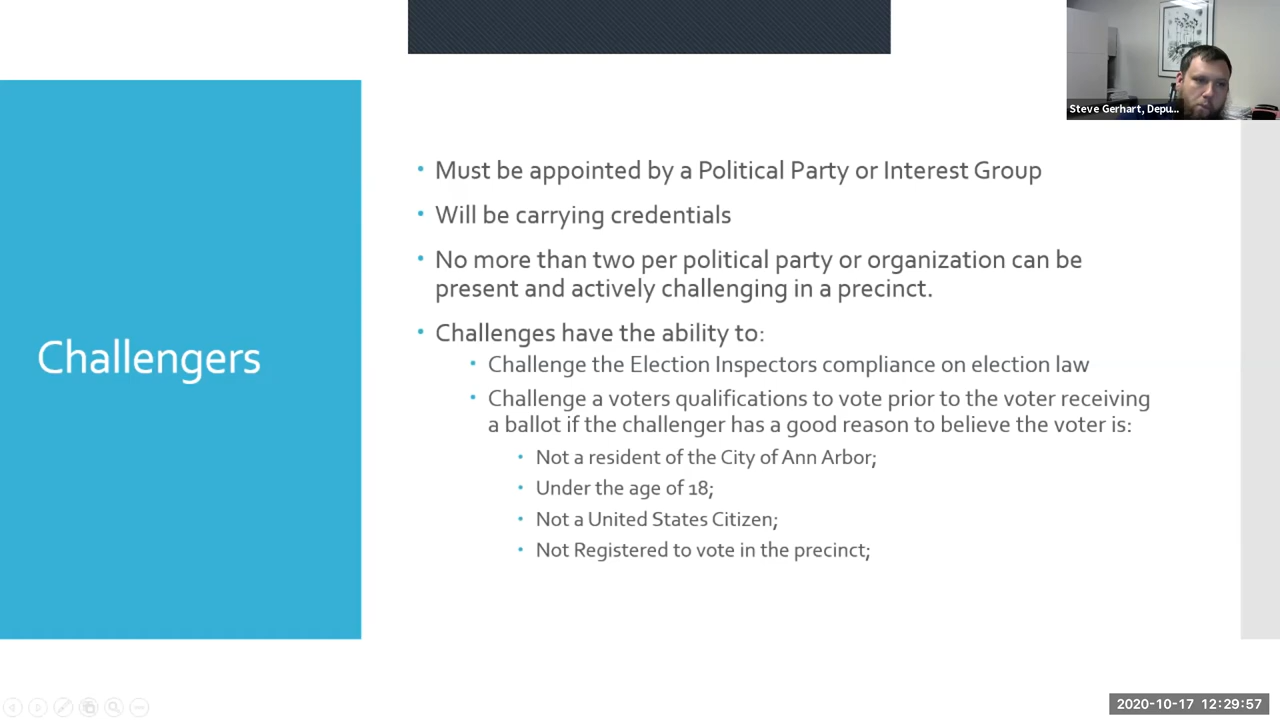 Steve Gerhart, Depu...
Must be appointed by a Political Party or Interest Group
Will be carrying credentials
No more than two per political party or organization can be
present and actively challenging in a precinct.
Challengers
Challenges have the ability to:
Challenge the Election Inspectors compliance on election law
Challenge a voters qualifications to vote prior to the voter receiving
a ballot if the challenger has a good reason to believe the voter is:
Not a resident of the City of Ann Arbor;
Under the age of 18;
Not a United States Citizen;
Not Registered to vote in the precinct;
2020-10-17 12:29:57